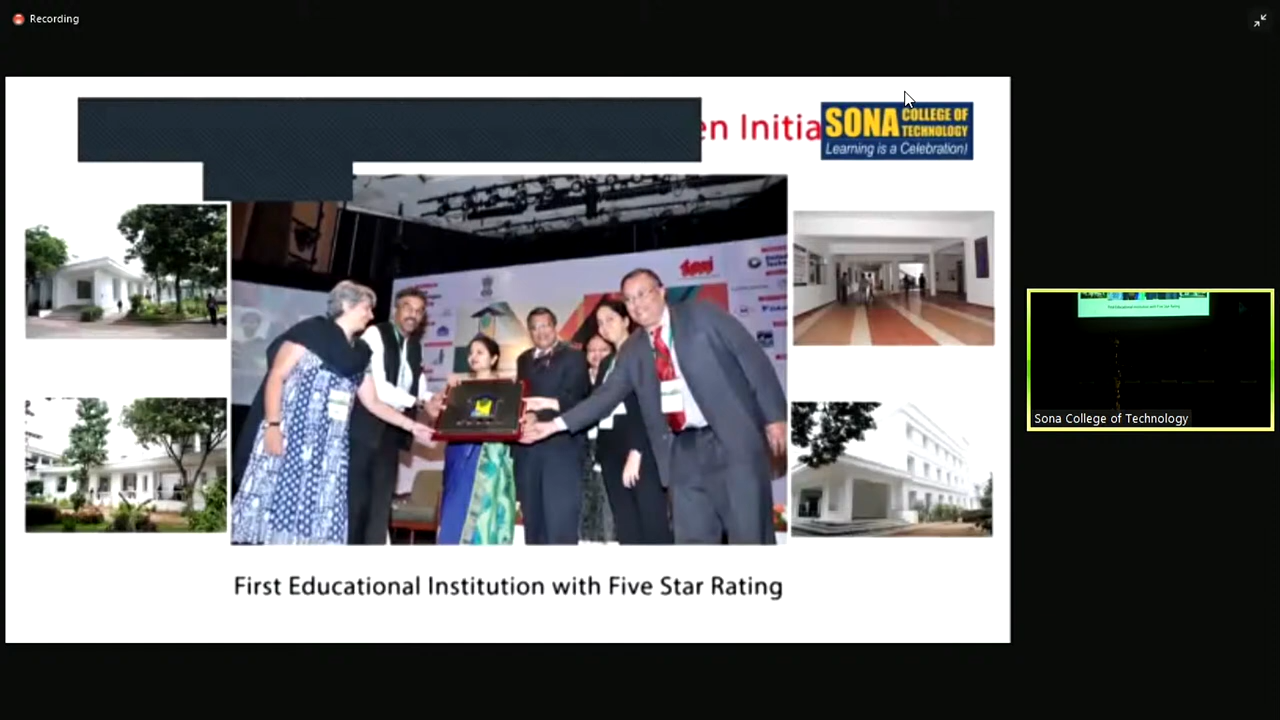 Recording
en Initia
SONA COLLEGE OF
TECHNOLOGY
Learning is a Celebration!
teri
First Educational Institution with Five Star Rating
Sona College of Technology